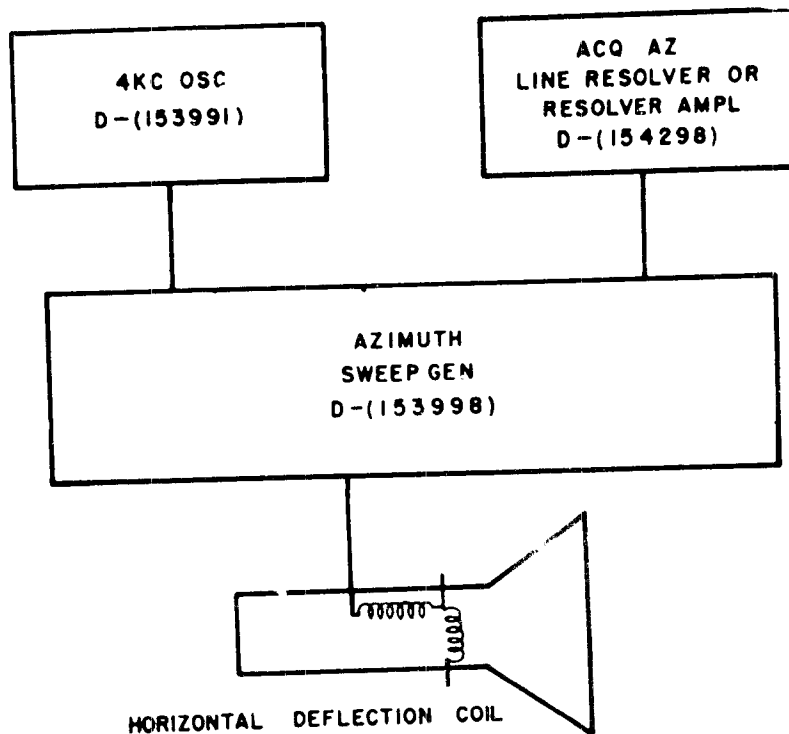 4KC OSC
D-(153991)
ACQ AZ
LINE RESOLVER OR
RESOLVER AMPL
D-(154298)
AZIMUTH
SWEEP GEN
D-(153998)
HORIZONTAL DEFLECTION COIL